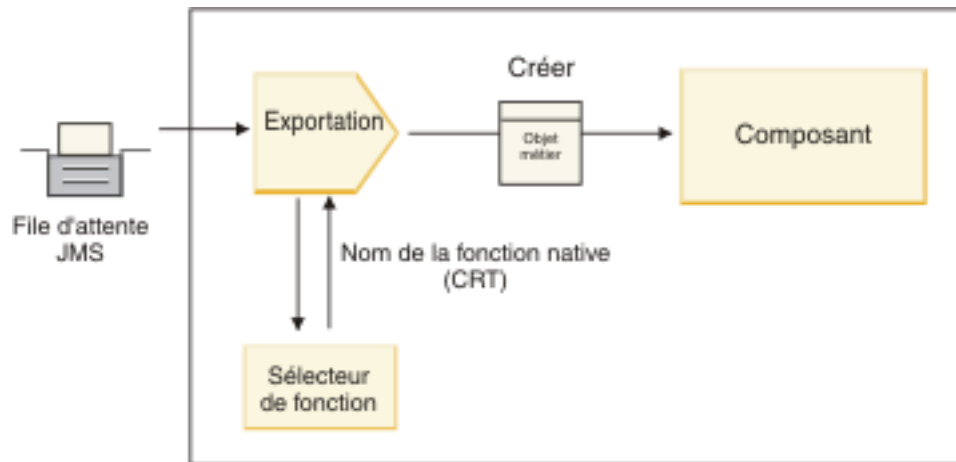 Créer
Exportation
Objet
métier
Composant
File d'attente
JMS
Nom de la fonction native
(CRT)
Sélecteur
de fonction